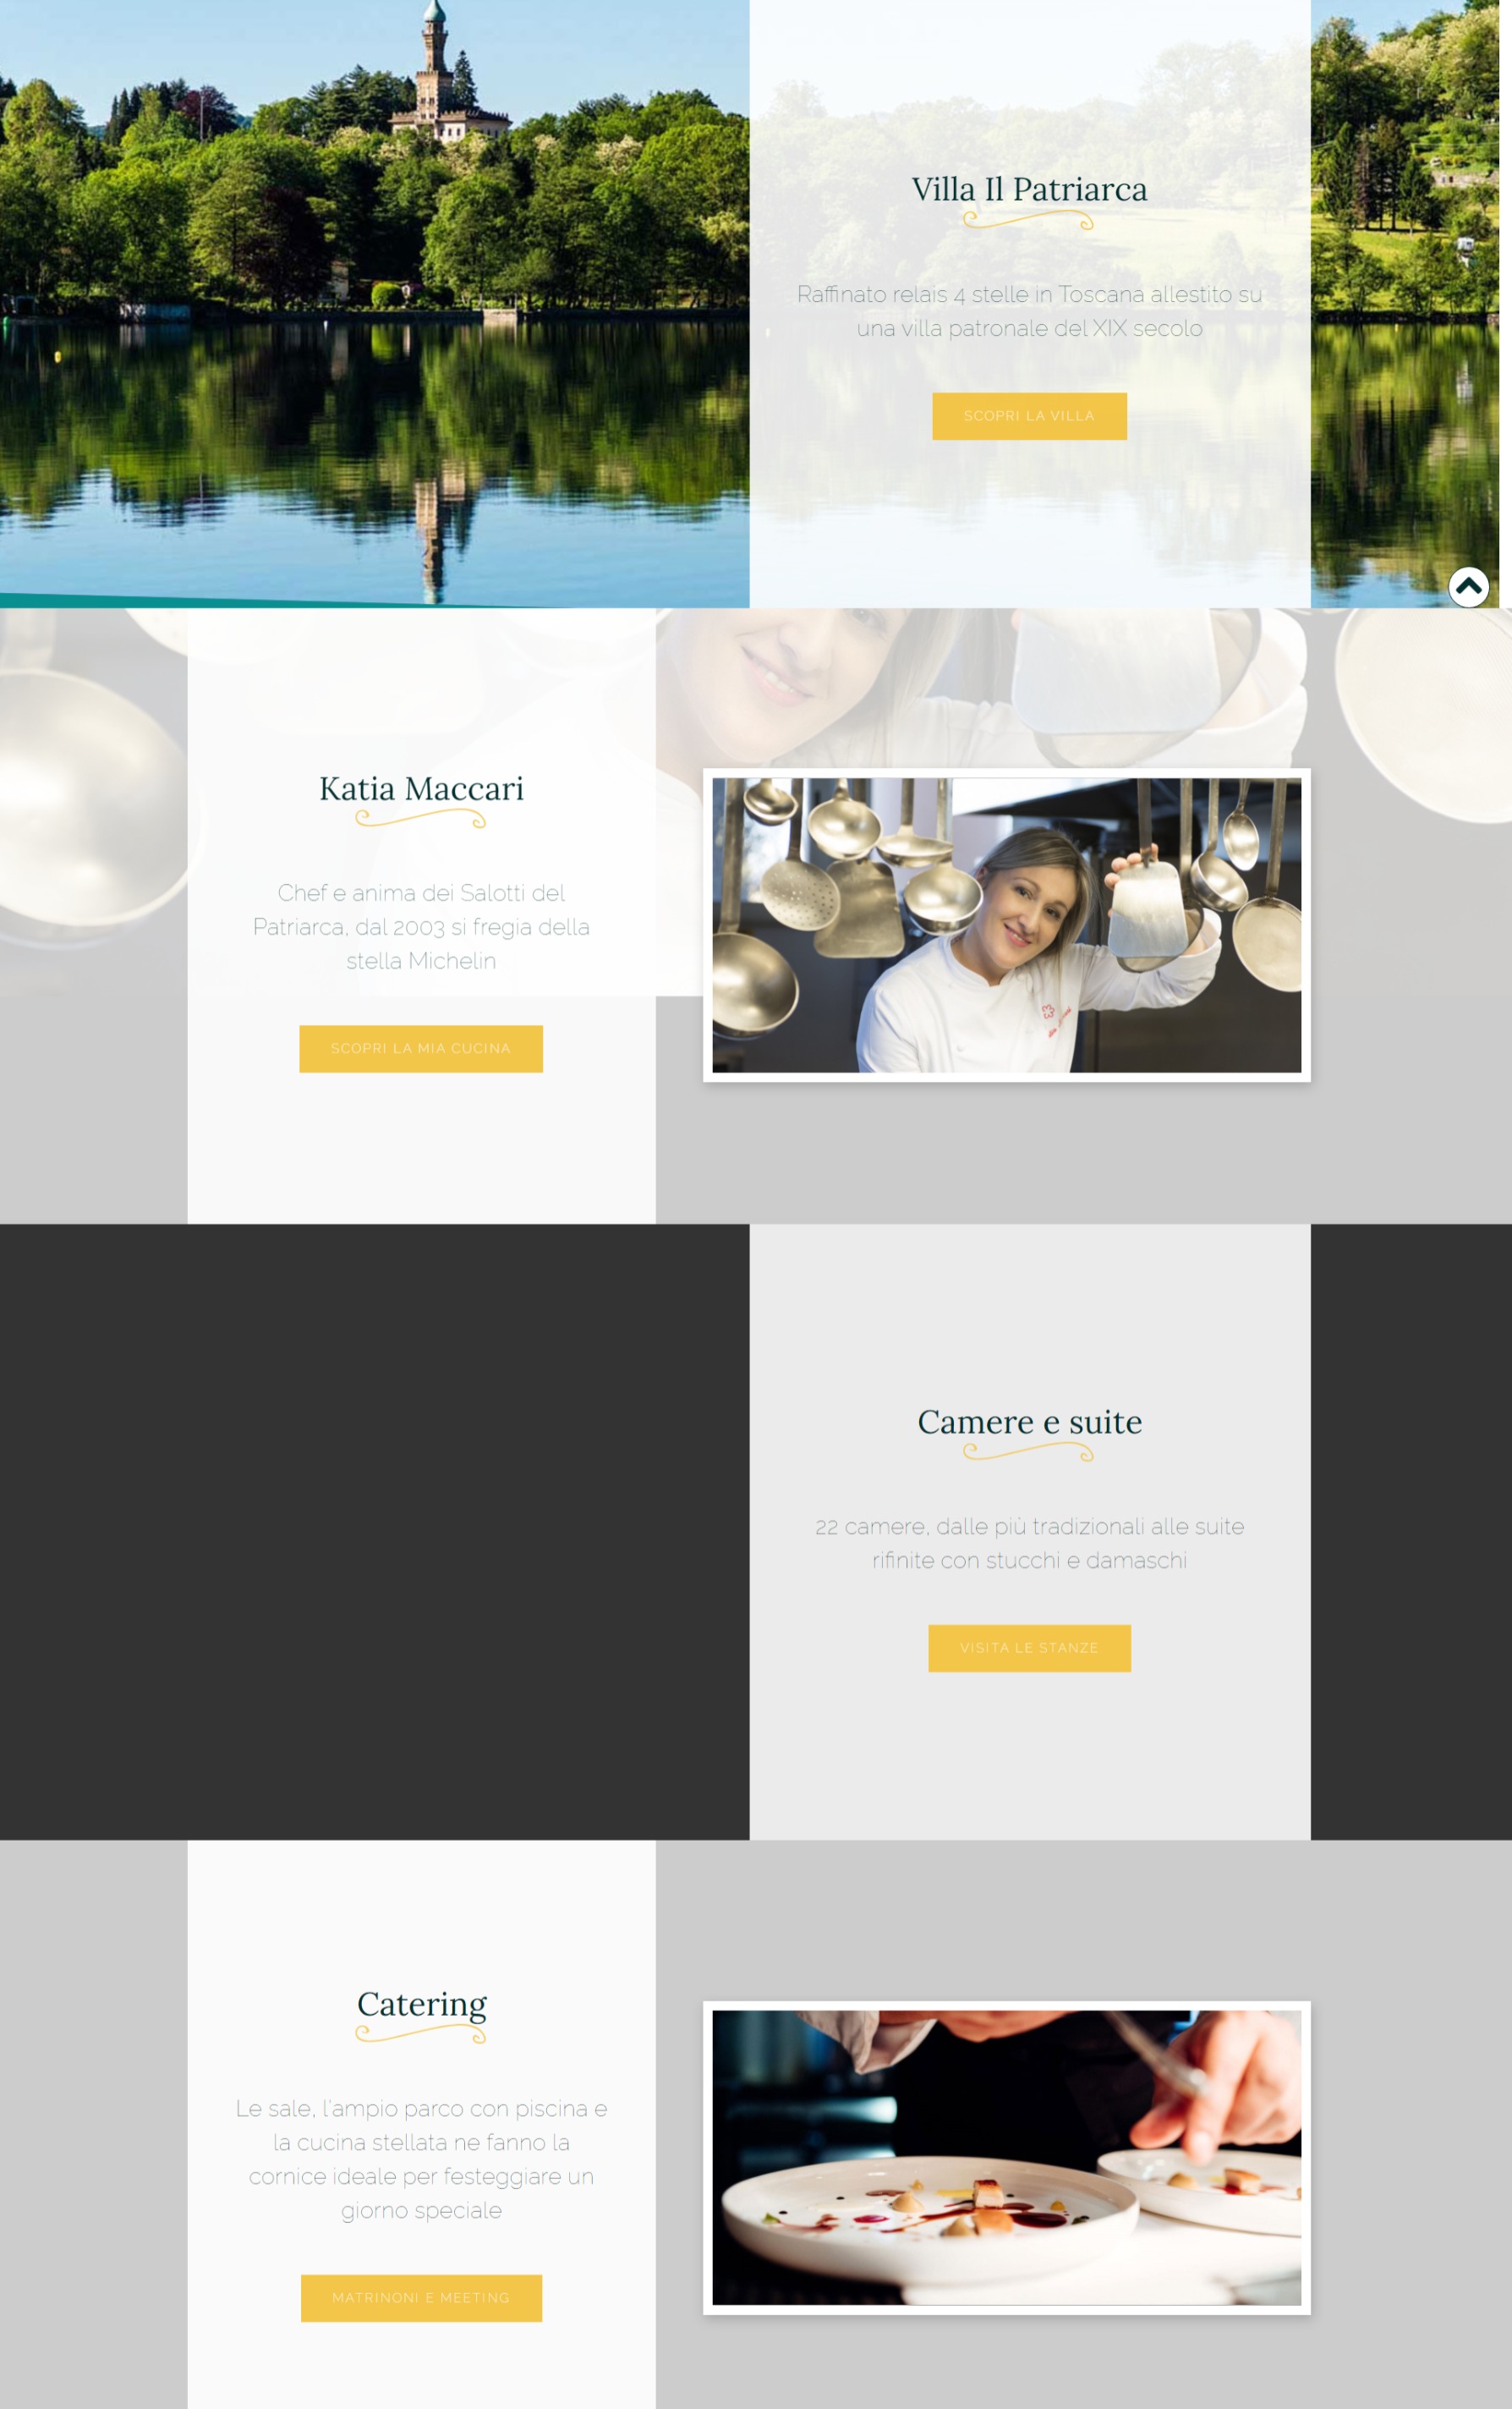 Villa Il Patriarca
Raffinato relais 4 stelle in Toscana allestito su
una villa patronale del XIX secolo
SCOPRI LA VILLA
Katia Maccari
Chef e anima dei Salotti del
Patriarca, dal 2003 si fregia della
stella Michelin
SCOPRI LA MIA CUCINA
Camere e suite
22 camere, dalle più tradizionali alle suite
rifinite con stucchi e damaschi
VISITA LE STANZE
Catering
Le sale, l'ampio parco con piscina e
la cucina stellata ne fanno la
cornice ideale per festeggiare un
giorno speciale
MATRINONI E MEETING